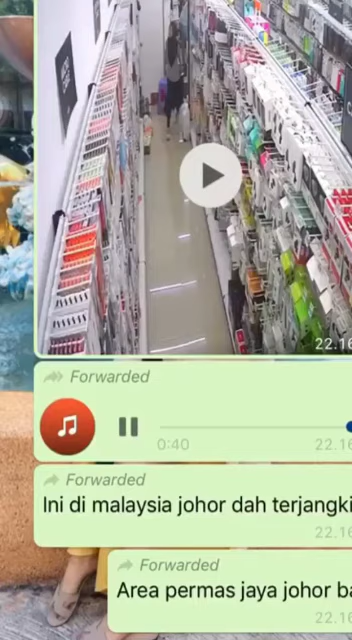 22.16
Forwarded
0:40
22.16
Forwarded
Ini di malaysia johor dah
22.16
Forwarded
Area permas jaya johor
22.16